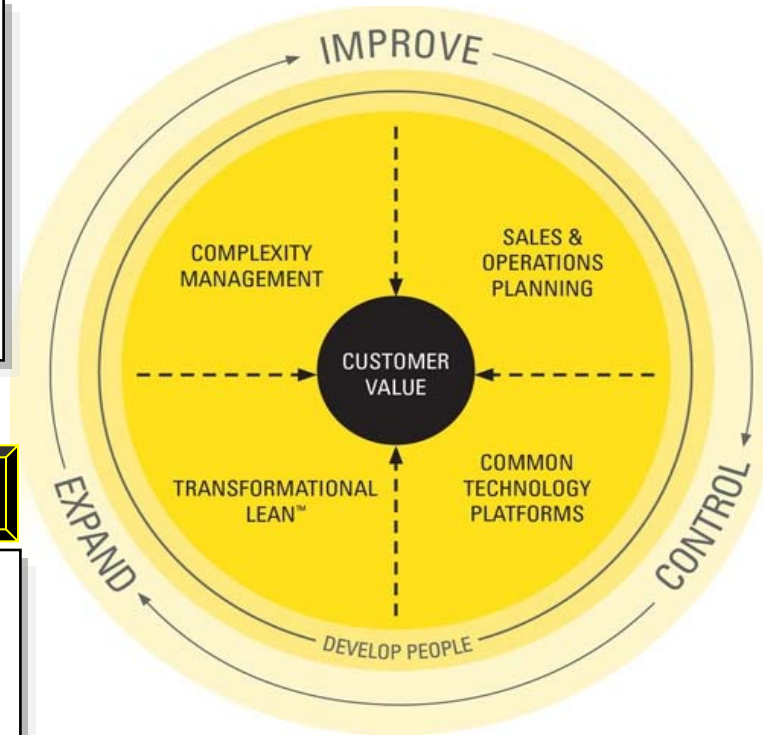 IMPROVE
COMPLEXITY
MANAGEMENT
SALES &
OPERATIONS
PLANNING
CUSTOMER
VALUE
TRANSFORMATIONAL
LEAN™
COMMON
TECHNOLOGY
PLATFORMS
EXPAND
CONTROL
DEVELOP PEOPLE